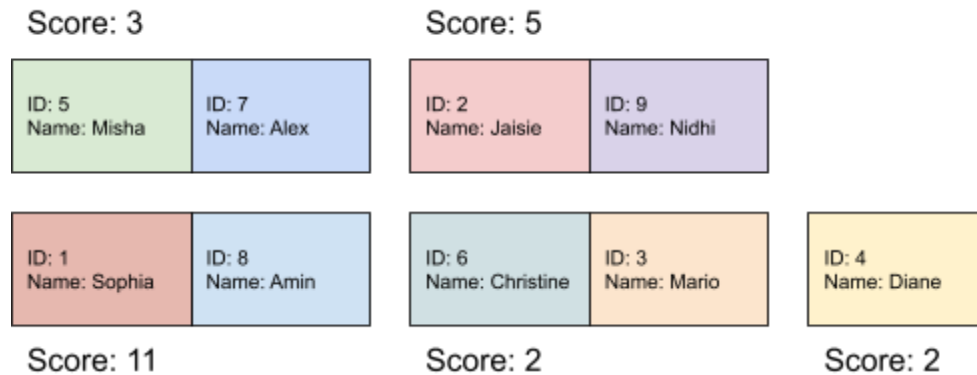 Score: 3
Score: 5
ID: 5
Name: Misha
ID: 7
Name: Alex
ID: 2
Name: Jaisie
ID: 9
Name: Nidhi
ID: 1
Name: Sophia
ID: 8
Name: Amin
ID: 6
Name: Christine
ID: 3
Name: Mario
ID: 4
Name: Diane
Score: 11
Score: 2
Score: 2